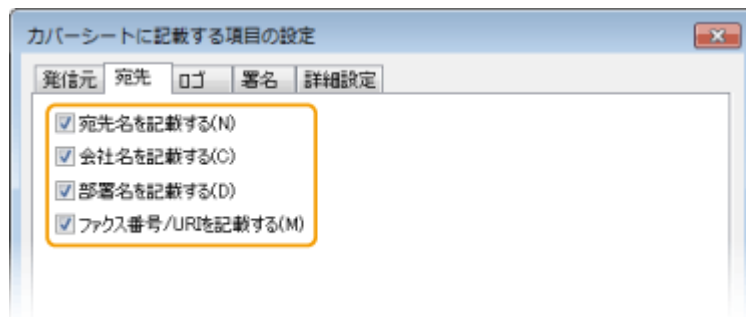 カバーシートに記載する項目の設定
発信元 宛先 ロゴ 署名 詳細設定
宛先名を記載する(N)
会社名を記載する(C)
部署名を記載する(D)
ファクス番号/URIを記載する(M)